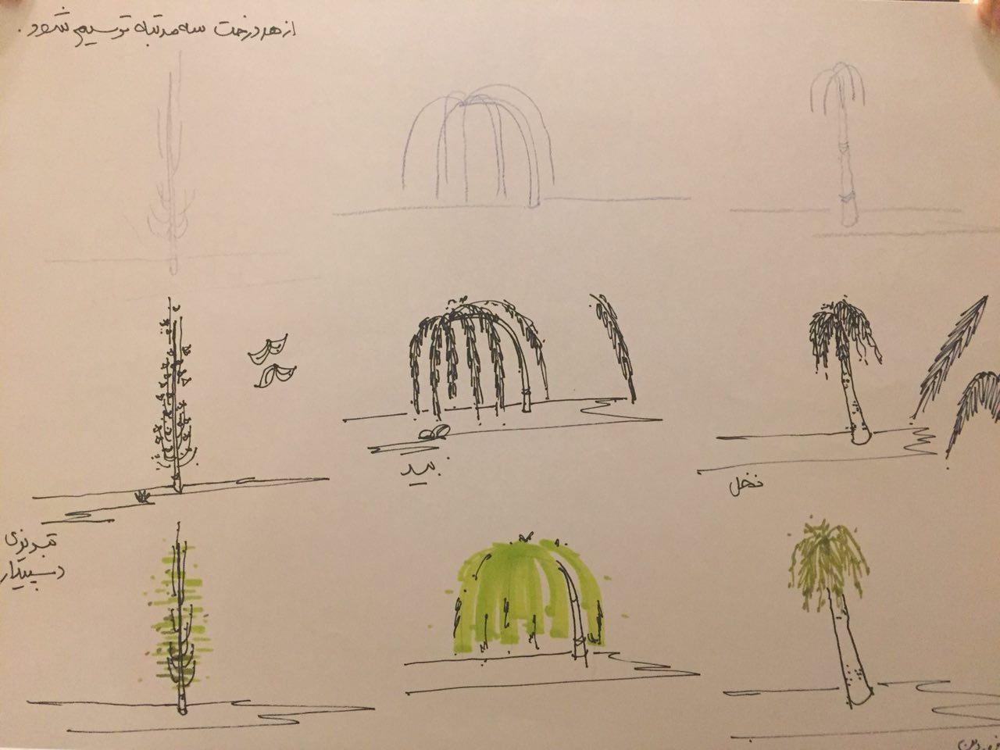 از هر درخت سه مرتبه ترسیم شود.
بید
نخل
تبریزی
و سپیدار